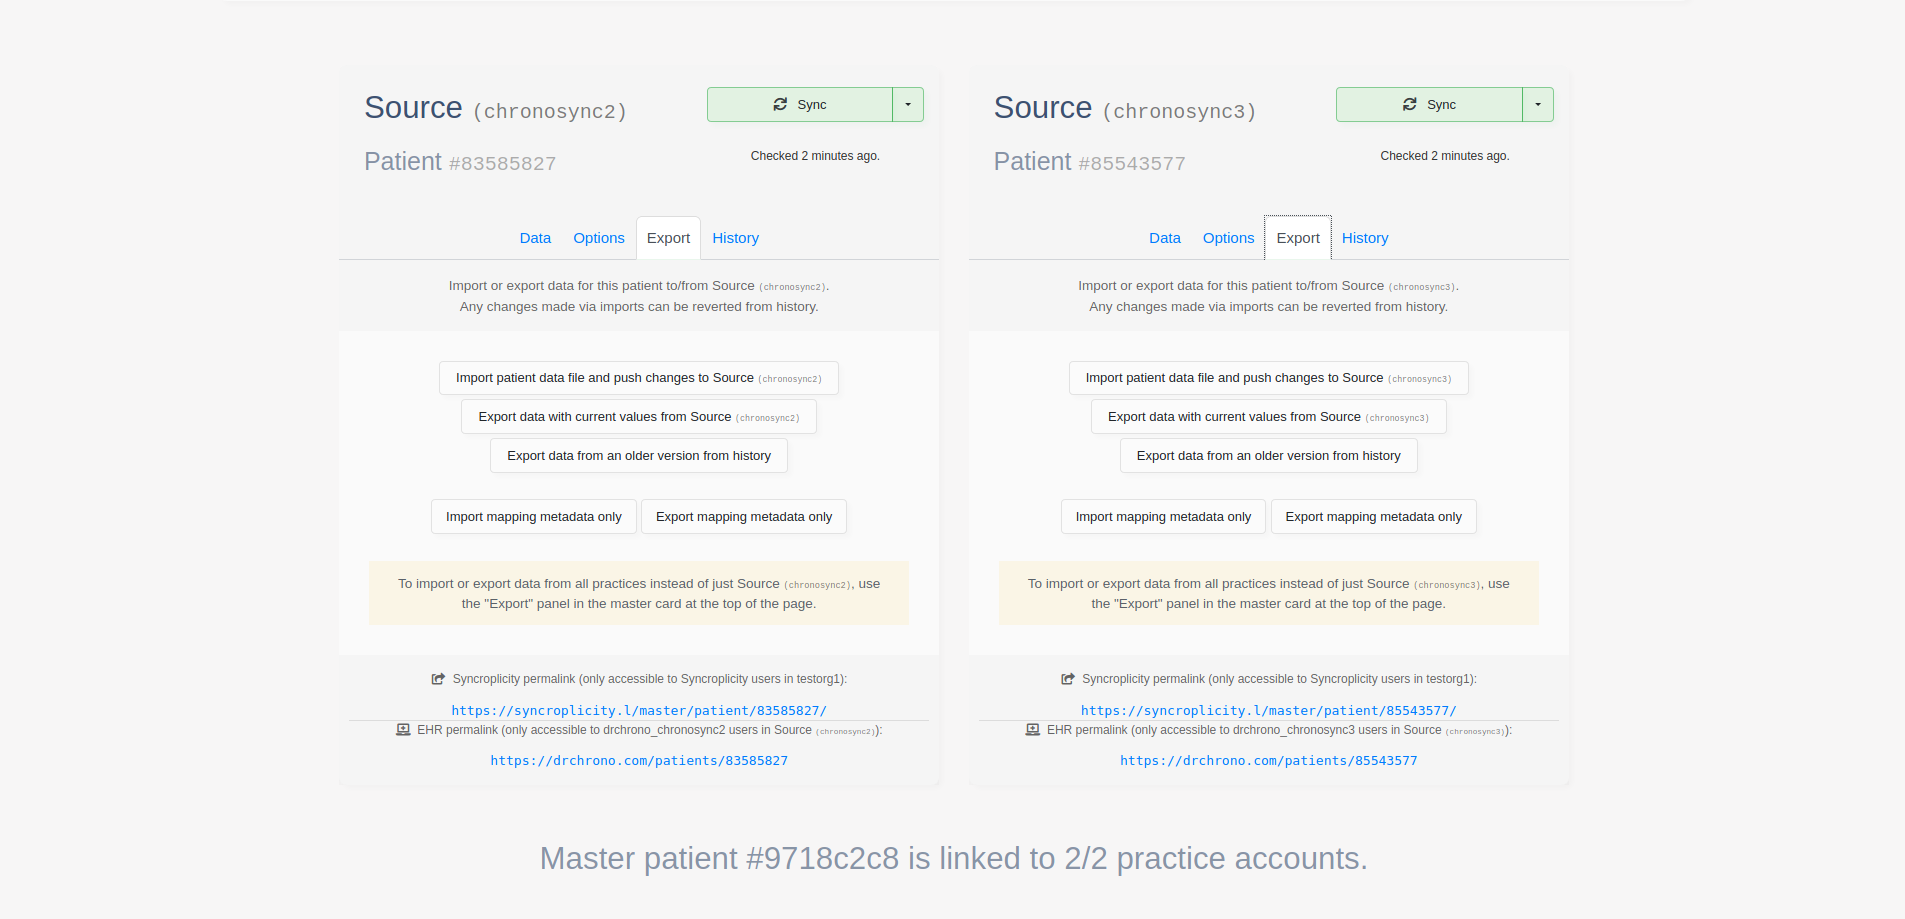 Source (chronosync2)
Sync
Patient #83585827
Checked 2 minutes ago.
Data Options Export History
Import or export data for this patient to/from Source (chronosync2).
Any changes made via imports can be reverted from history.
Import patient data file and push changes to Source (chronosync2)
Export data with current values from Source (chronosync2)
Export data from an older version from history
Import mapping metadata only Export mapping metadata only
To import or export data from all practices instead of just Source (chronosync2), use
the "Export" panel in the master card at the top of the page.
Syncroplicity permalink (only accessible to Syncroplicity users in testorg1):
https://syncroplicity.l/master/patient/83585827/
EHR permalink (only accessible to drchrono_chronosync2 users in Source (chronosync2)):
https://drchrono.com/patients/83585827
Source (chronosync3)
Sync
Patient #85543577
Checked 2 minutes ago.
Data Options Export History
Import or export data for this patient to/from Source (chronosync3).
Any changes made via imports can be reverted from history.
Import patient data file and push changes to Source (chronosync3)
Export data with current values from Source (chronosync3)
Export data from an older version from history
Import mapping metadata only Export mapping metadata only
To import or export data from all practices instead of just Source (chronosync3), use
the "Export" panel in the master card at the top of the page.
Syncroplicity permalink (only accessible to Syncroplicity users in testorg1):
https://syncroplicity.l/master/patient/85543577/
EHR permalink (only accessible to drchrono_chronosync3 users in Source (chronosync3)):
https://drchrono.com/patients/85543577
Master patient #9718c2c8 is linked to 2/2 practice accounts.